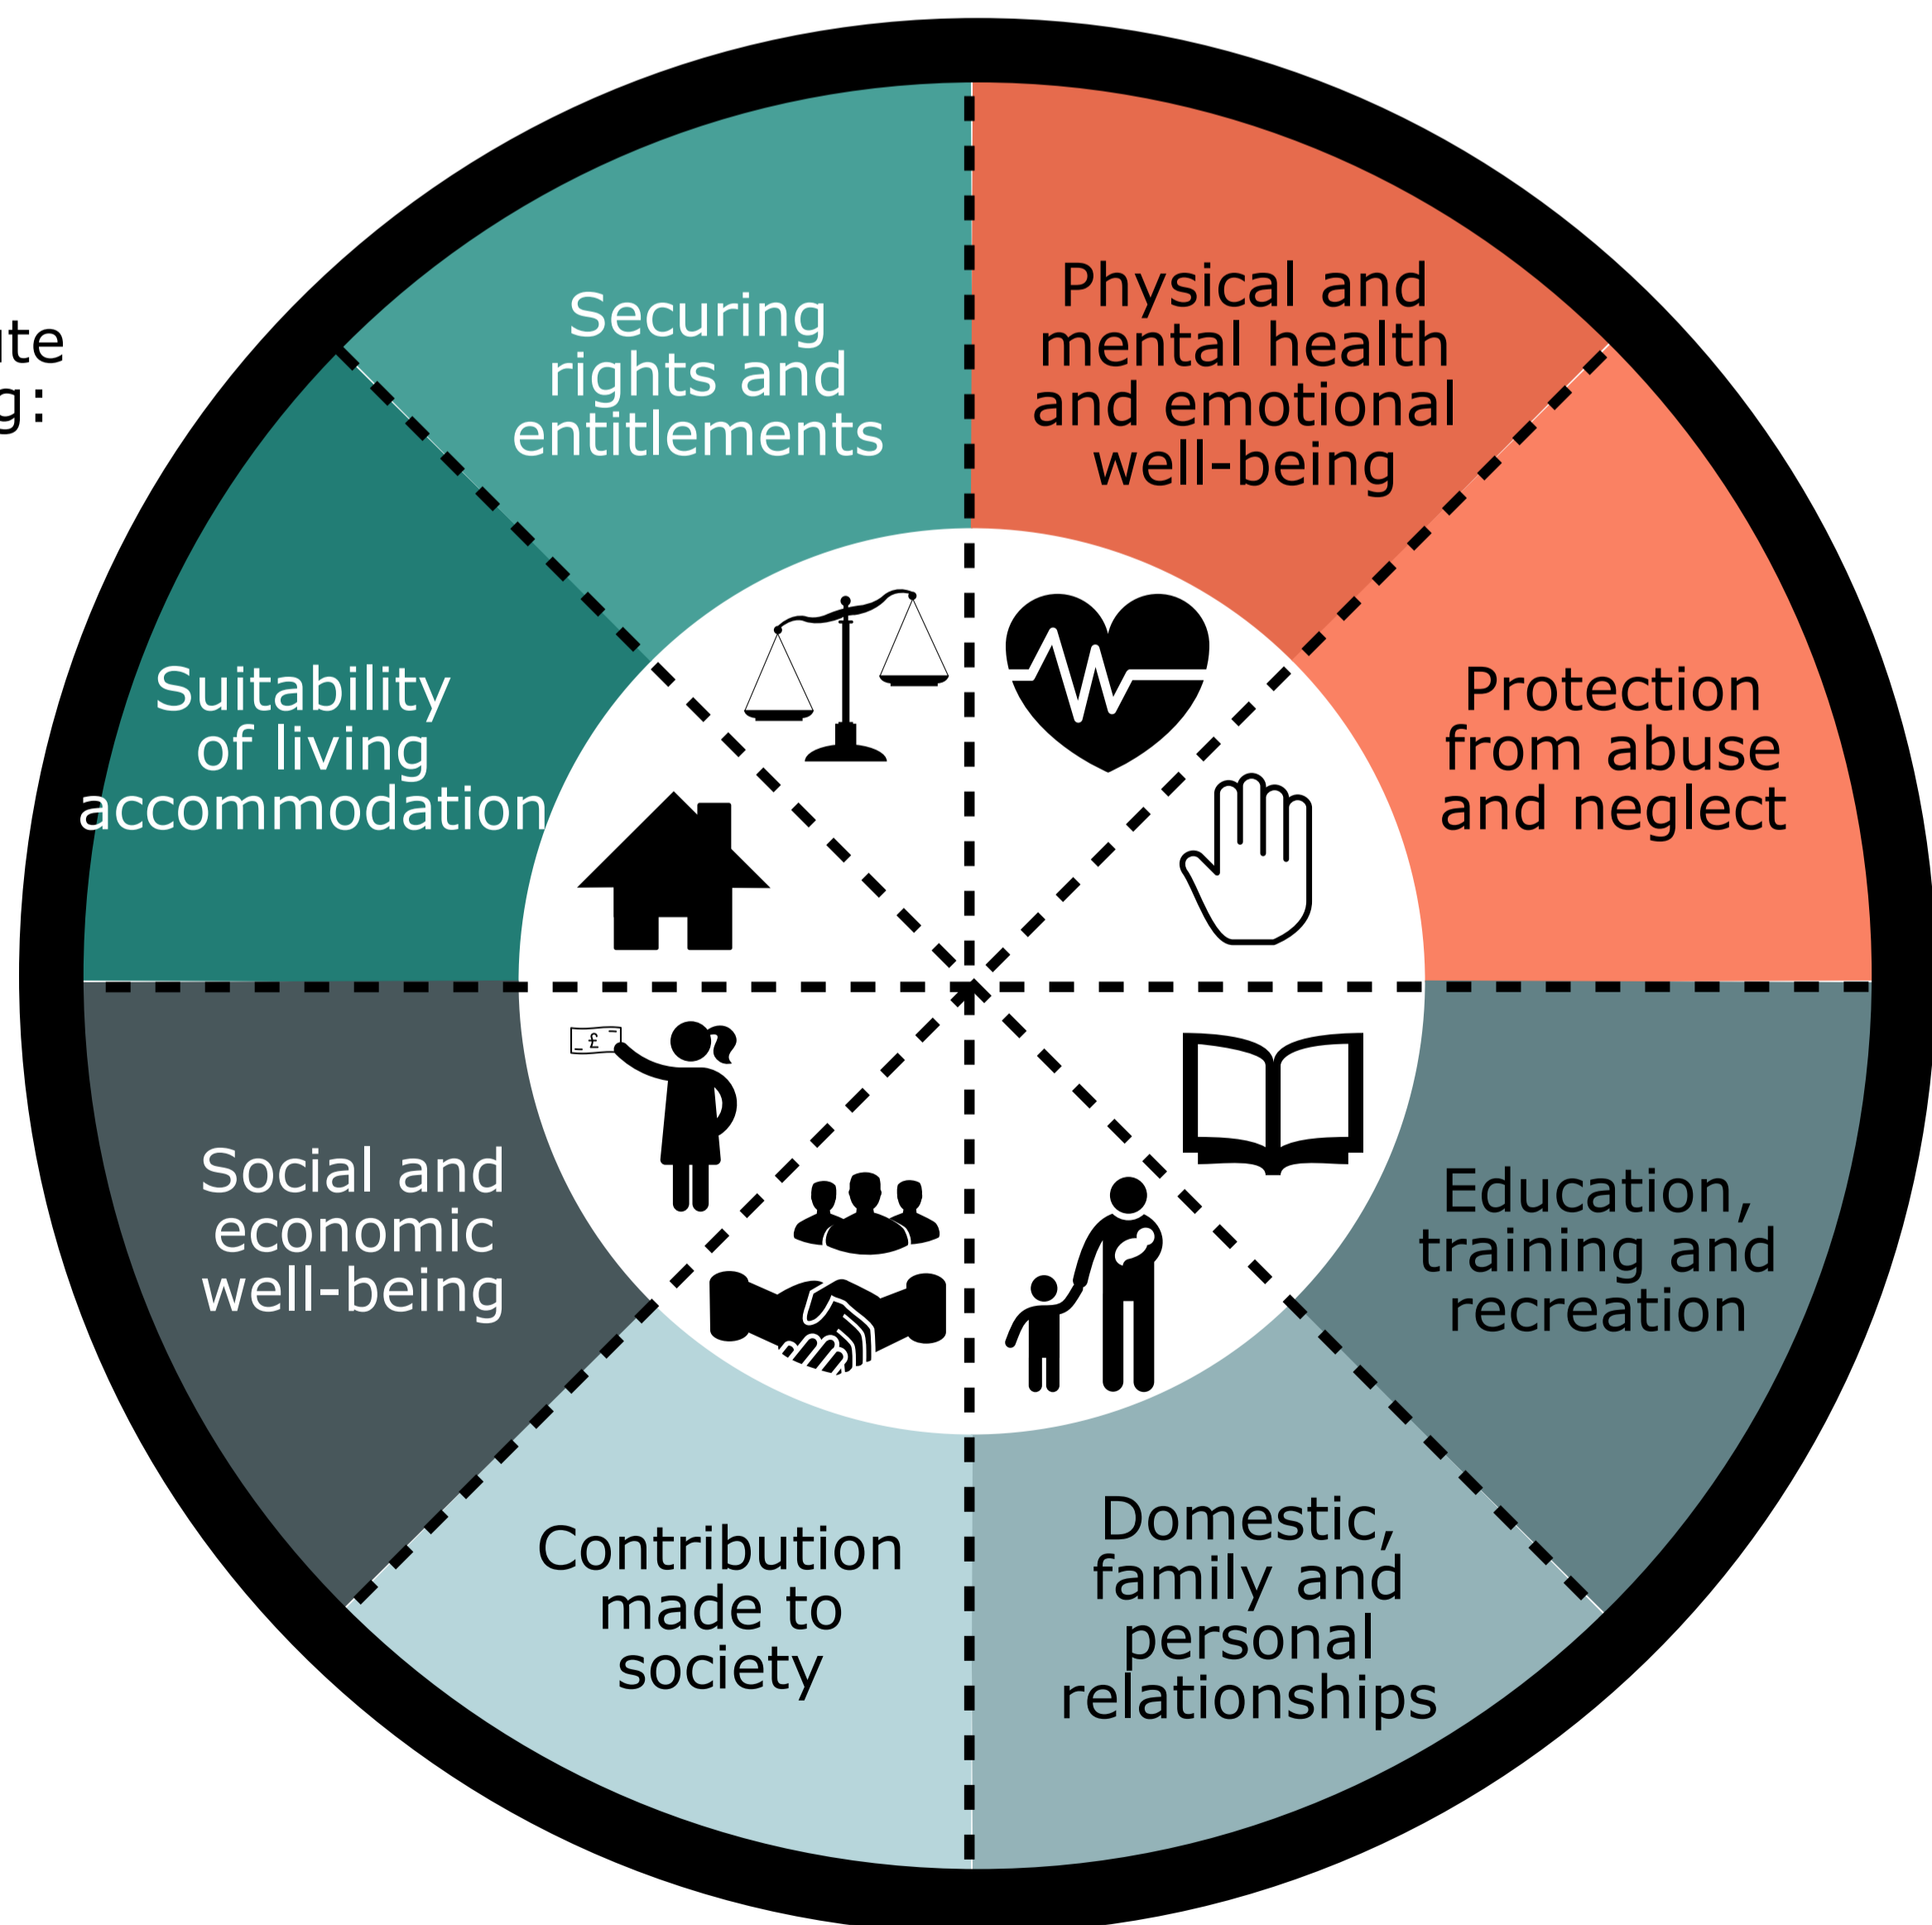 g:
Securing
rights and
entitlements
Physical and
mental health
and emotional
well-being
Protection
from abuse
and neglect
Education,
training and
recreation
Domestic,
family and
personal
relationships
Contribution
made to
society
Social and
economic
well-being
£
Suitability
of living
accommodation